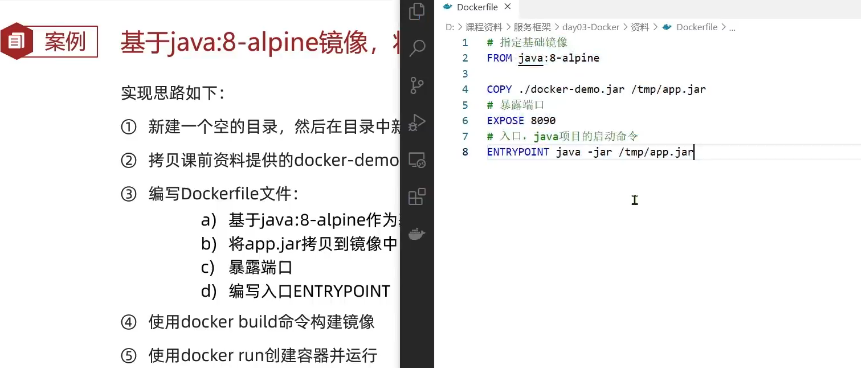 案例
基于java:8-alpine镜像，
实现思路如下：
① 新建一个空的目录，然后在目录中新
② 拷贝课前资料提供的docker-demo
③ 编写Dockerfile文件：
a) 基于java:8-alpine作为
b) 将app.jar拷贝到镜像中
c) 暴露端口
d) 编写入口ENTRYPOINT
④ 使用docker build命令构建镜像
⑤ 使用docker run创建容器并运行
Dockerfile ×
D: > 课程资料 > 服务框架 > day03-Docker > 资料 > Dockerfile > ...
1 # 指定基础镜像
2 FROM java:8-alpine
3
4 COPY ./docker-demo.jar /tmp/app.jar
5 # 暴露端口
6 EXPOSE 8090
7 # 入口，java项目的启动命令
8 ENTRYPOINT java -jar /tmp/app.jar